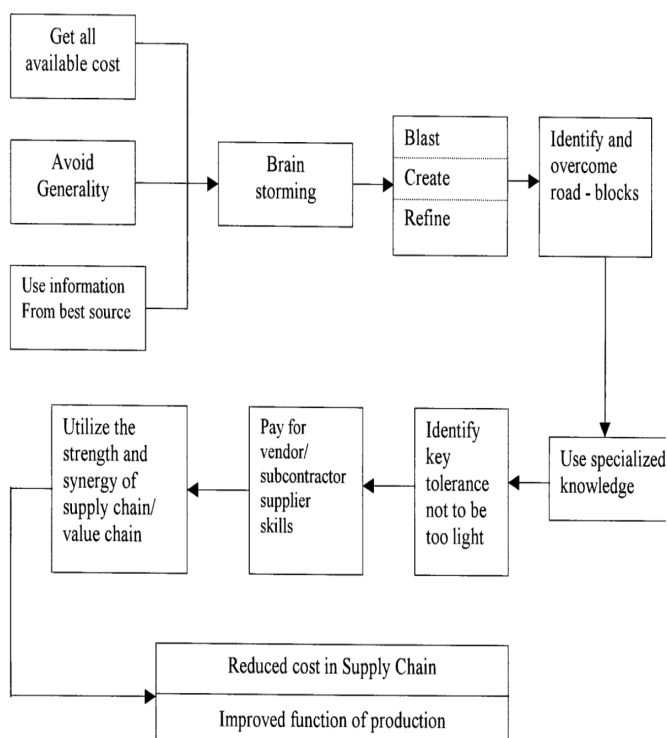 Get all
available cost
Avoid
Generality
Use information
From best source
Brain
storming
Blast
Create
Refine
Identify and
overcome
road - blocks
Use specialized
knowledge
Identify
key
tolerance
not to be
too light
Pay for
vendor/
subcontractor
supplier
skills
Utilize the
strength and
synergy of
supply chain/
value chain
Reduced cost in Supply Chain
Improved function of production